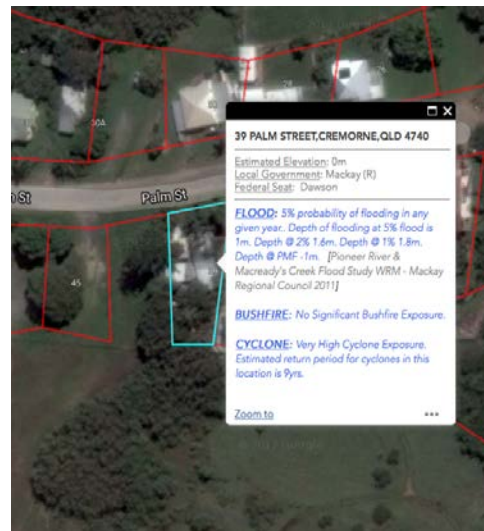 39 PALM STREET,CREMORNE,QLD 4740
Estimated Elevation: 0m
Local Government: Mackay (R)
Federal Seat: Dawson
FLOOD: 5% probability of flooding in any
given year.. Depth of flooding at 5% flood is
1m. Depth @ 2% 1.6m. Depth @ 1% 1.8m.
Depth @ PMF -1m. [Pioneer River &
Macready's Creek Flood Study WRM - Mackay
Regional Council 2011]
BUSHFIRE: No Significant Bushfire Exposure.
CYCLONE: Very High Cyclone Exposure.
Estimated return period for cyclones in this
location is 9yrs.
Zoom to
30A
St
Palm St
45